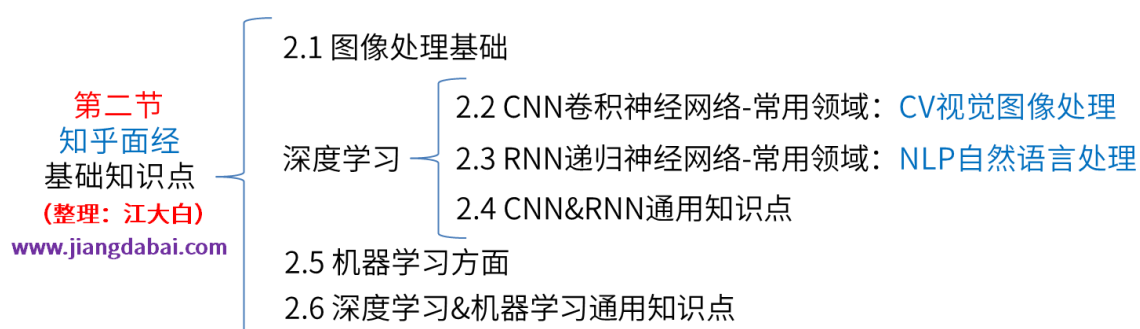 第二节
知乎面经
基础知识点
（整理：江大白）
www.jiangdabai.com
2.1 图像处理基础
深度学习
2.2 CNN卷积神经网络-常用领域：CV视觉图像处理
2.3 RNN递归神经网络-常用领域：NLP自然语言处理
2.4 CNN&RNN通用知识点
2.5 机器学习方面
2.6 深度学习&机器学习通用知识点